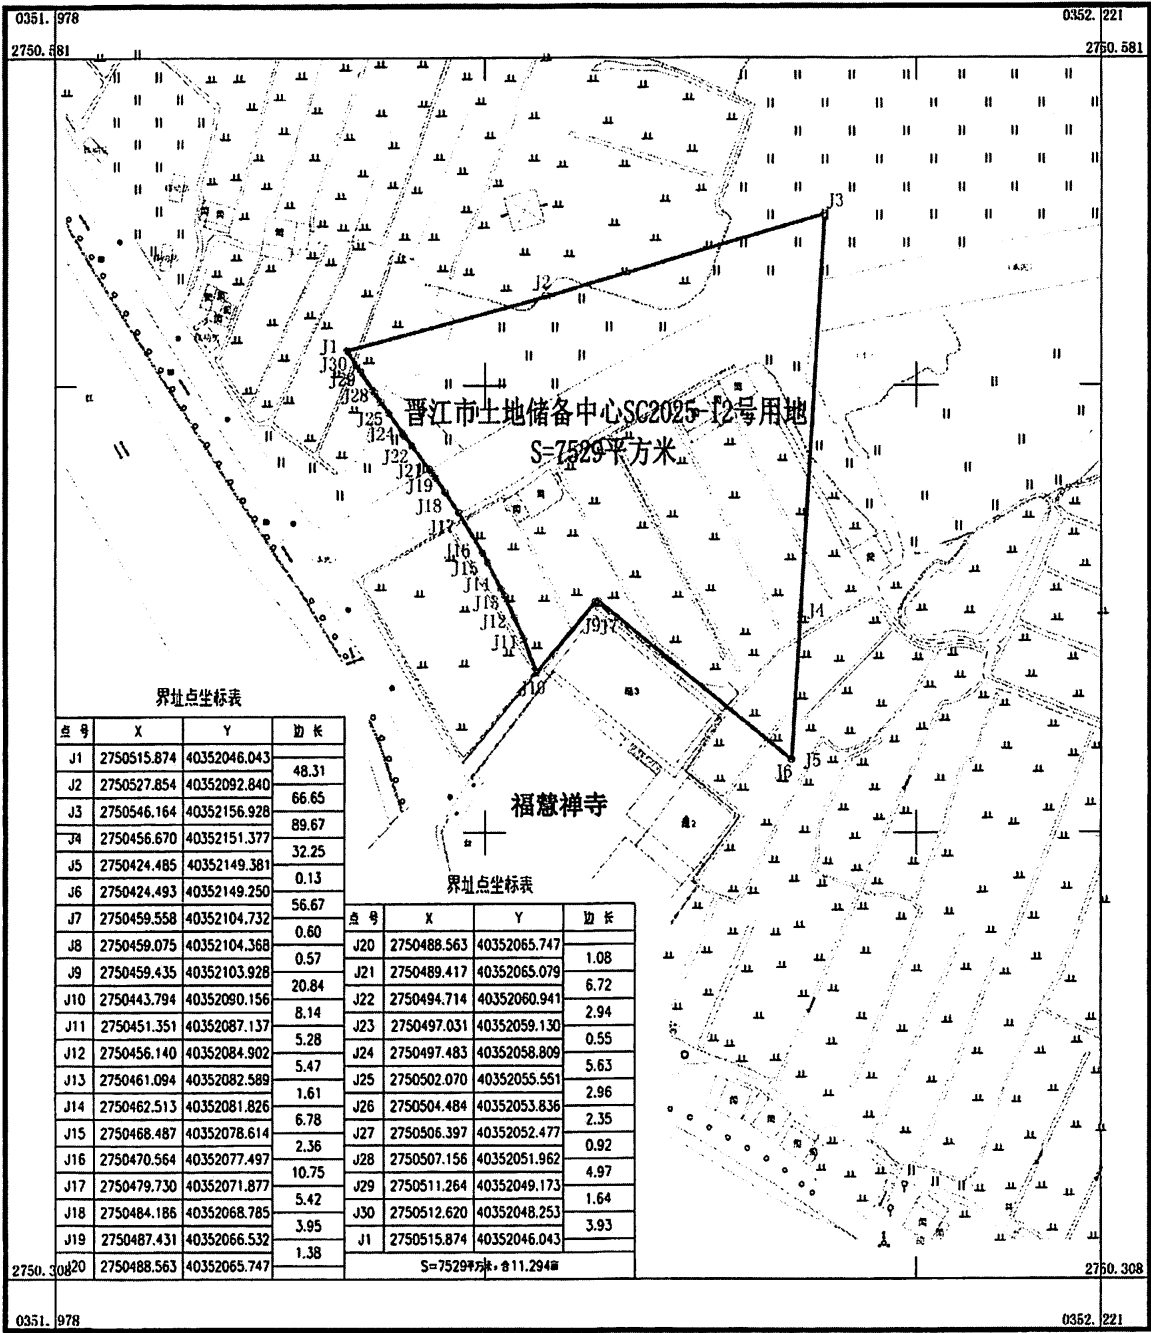 0351. 978
0352. 221
2750. 581
2750. 581
J3
J2
J1
J30
J29
J28
J25
J24
J22
J21
J19
J18
J17
J16
J15
J14
J13
J12
J11
J10
J9 J7
J4
J6 J5
晋江市土地储备中心SC2025-12号用地
S=7529平方米
福慧禅寺
界址点坐标表
点 号 X Y 边 长
J1 2750515.874 40352046.043
48.31
J2 2750527.854 40352092.840
66.65
J3 2750546.164 40352156.928
89.67
J4 2750456.670 40352151.377
32.25
J5 2750424.485 40352149.381
0.13
J6 2750424.493 40352149.250
56.67
J7 2750459.558 40352104.732
0.60
J8 2750459.075 40352104.368
0.57
J9 2750459.435 40352103.928
20.84
J10 2750443.794 40352090.156
8.14
J11 2750451.351 40352087.137
5.28
J12 2750456.140 40352084.902
5.47
J13 2750461.094 40352082.589
1.61
J14 2750462.513 40352081.826
6.78
J15 2750468.487 40352078.614
2.36
J16 2750470.564 40352077.497
10.75
J17 2750479.730 40352071.877
5.42
J18 2750484.186 40352068.785
3.95
J19 2750487.431 40352066.532
1.38
J20 2750488.563 40352065.747
界址点坐标表
点 号 X Y 边 长
J20 2750488.563 40352065.747
1.08
J21 2750489.417 40352065.079
6.72
J22 2750494.714 40352060.941
2.94
J23 2750497.031 40352059.130
0.55
J24 2750497.483 40352058.809
5.63
J25 2750502.070 40352055.551
2.96
J26 2750504.484 40352053.836
2.35
J27 2750506.397 40352052.477
0.92
J28 2750507.156 40352051.962
4.97
J29 2750511.264 40352049.173
1.64
J30 2750512.620 40352048.253
3.93
J1 2750515.874 40352046.043
S=7529平方米,合11.294亩
2750. 308
2750. 308
0351. 978
0352. 221